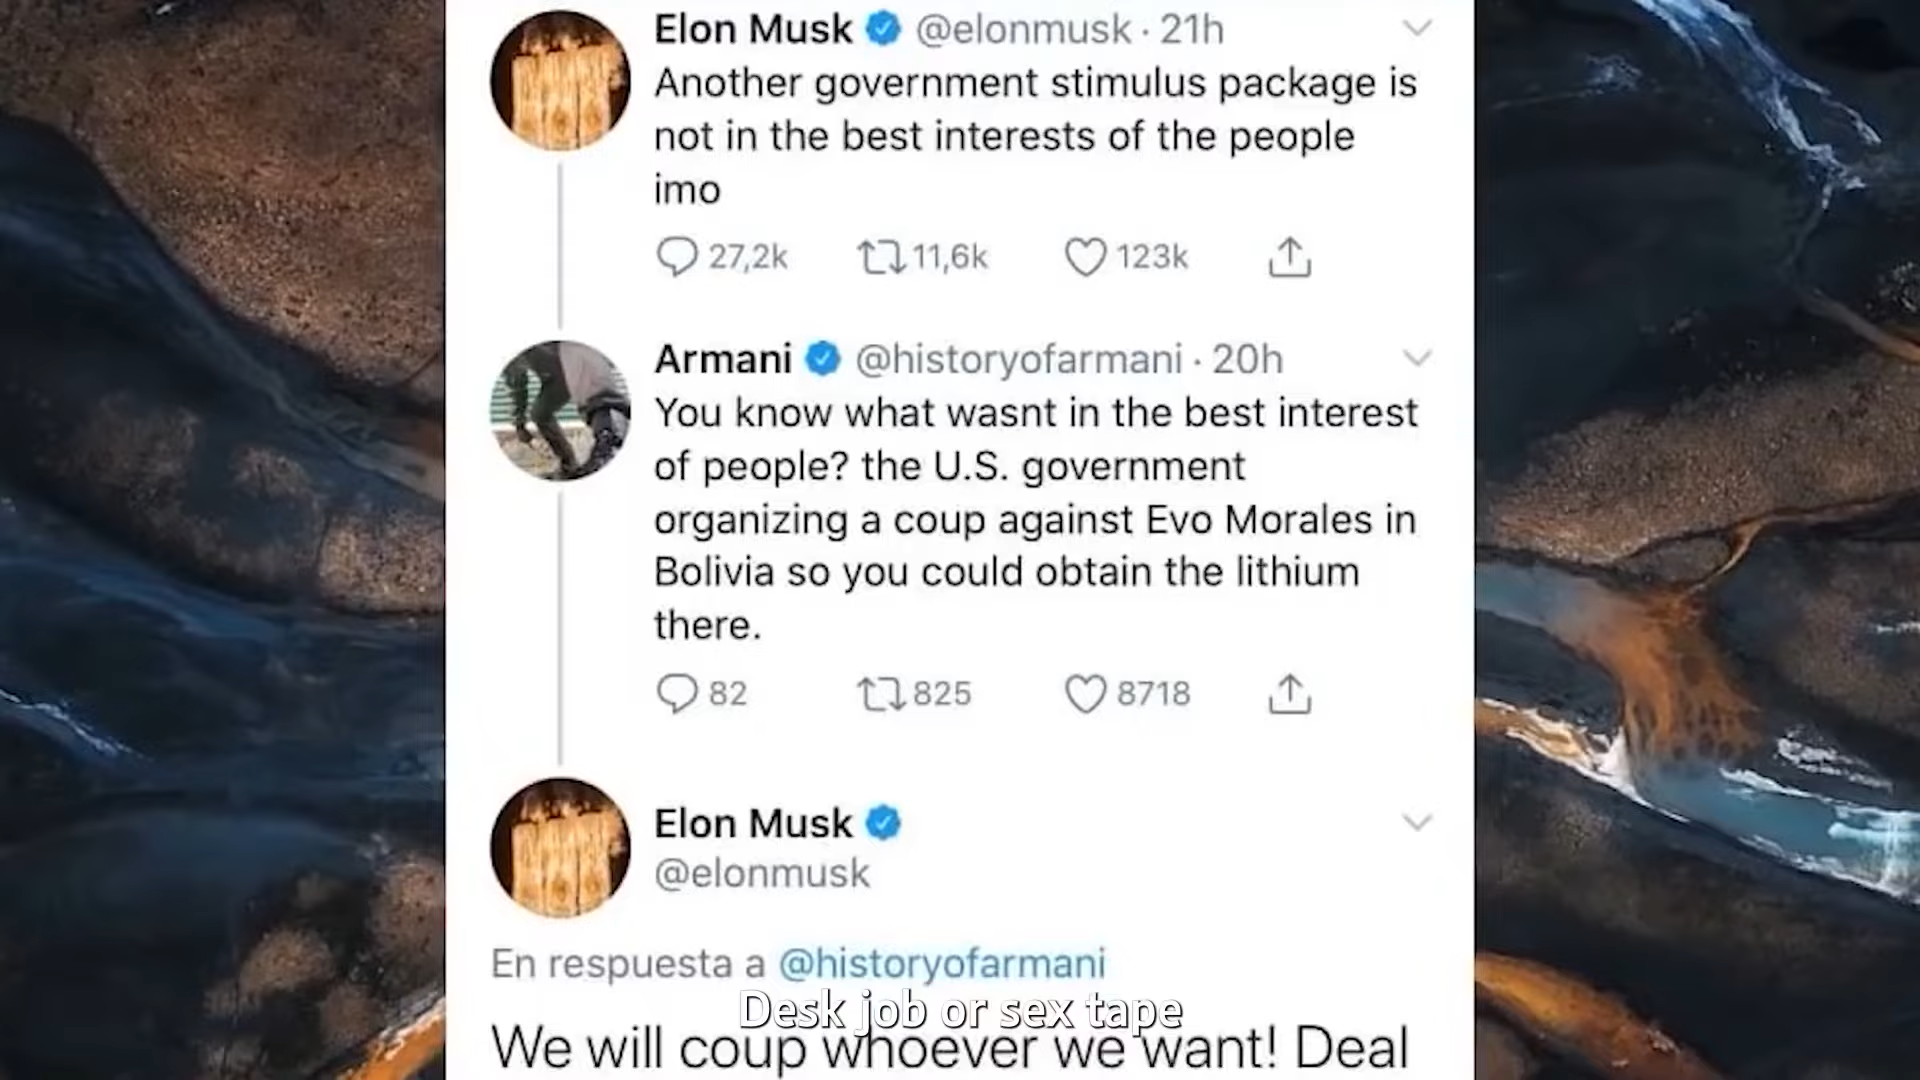 Elon Musk @elonmusk · 21h
Another government stimulus package is
not in the best interests of the people
imo
27,2k 11,6k 123k
Armani @historyofarmani · 20h
You know what wasnt in the best interest
of people? the U.S. government
organizing a coup against Evo Morales in
Bolivia so you could obtain the lithium
there.
82 825 8718
Elon Musk
@elonmusk
En respuesta a @historyofarmani
Desk job or sex tape
We will coup whoever we want! Deal